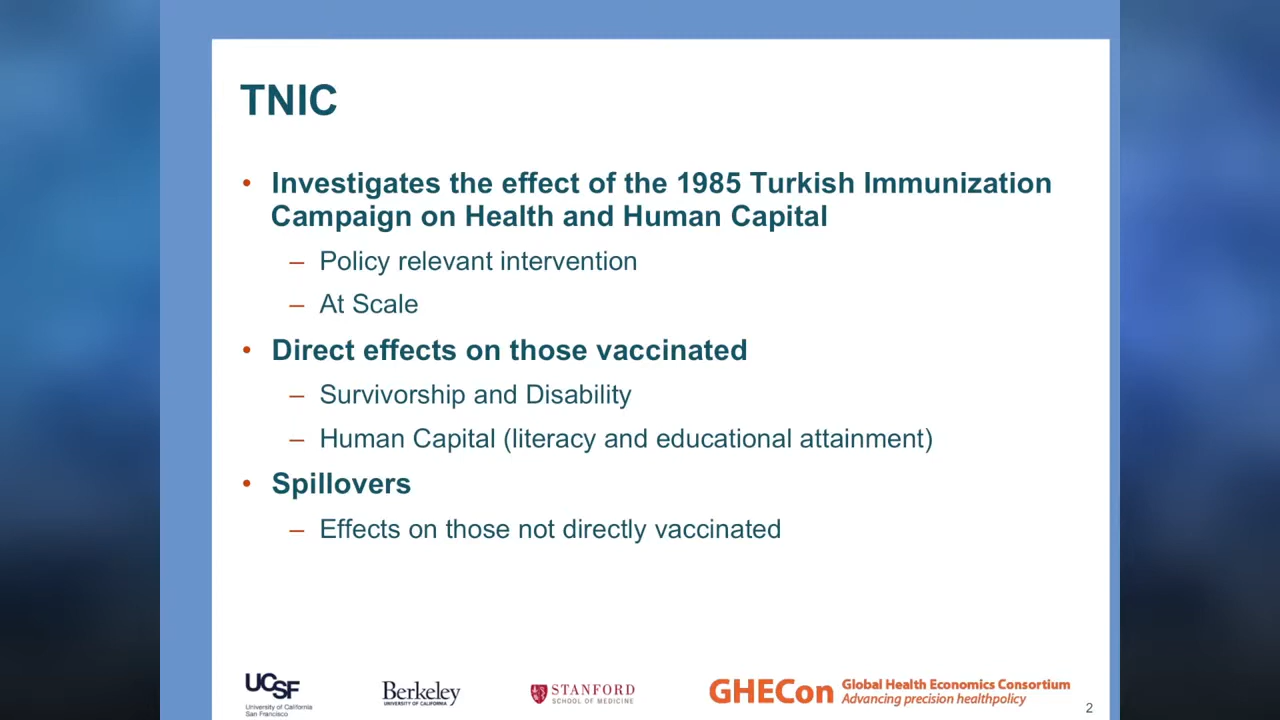 TNIC
• Investigates the effect of the 1985 Turkish Immunization
Campaign on Health and Human Capital
– Policy relevant intervention
– At Scale
• Direct effects on those vaccinated
– Survivorship and Disability
– Human Capital (literacy and educational attainment)
• Spillovers
– Effects on those not directly vaccinated
UCSF
University of California
San Francisco
Berkeley
UNIVERSITY OF CALIFORNIA
STANFORD
SCHOOL OF MEDICINE
GHECon
Global Health Economics Consortium
Advancing precision healthpolicy
2